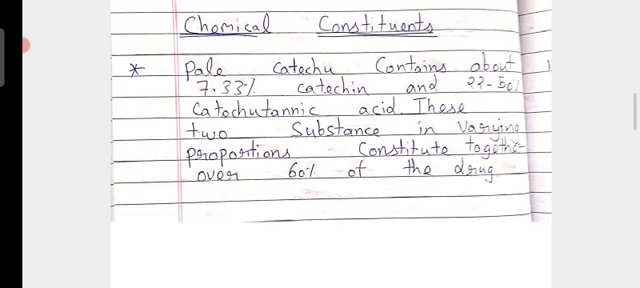 Chemical Constituents
* Pale Catechu Contains about
7.33% catechin and 22-50%
Catechutannic acid. These
two Substance in varying
proportions Constitute togethe-
over 60% of the drug